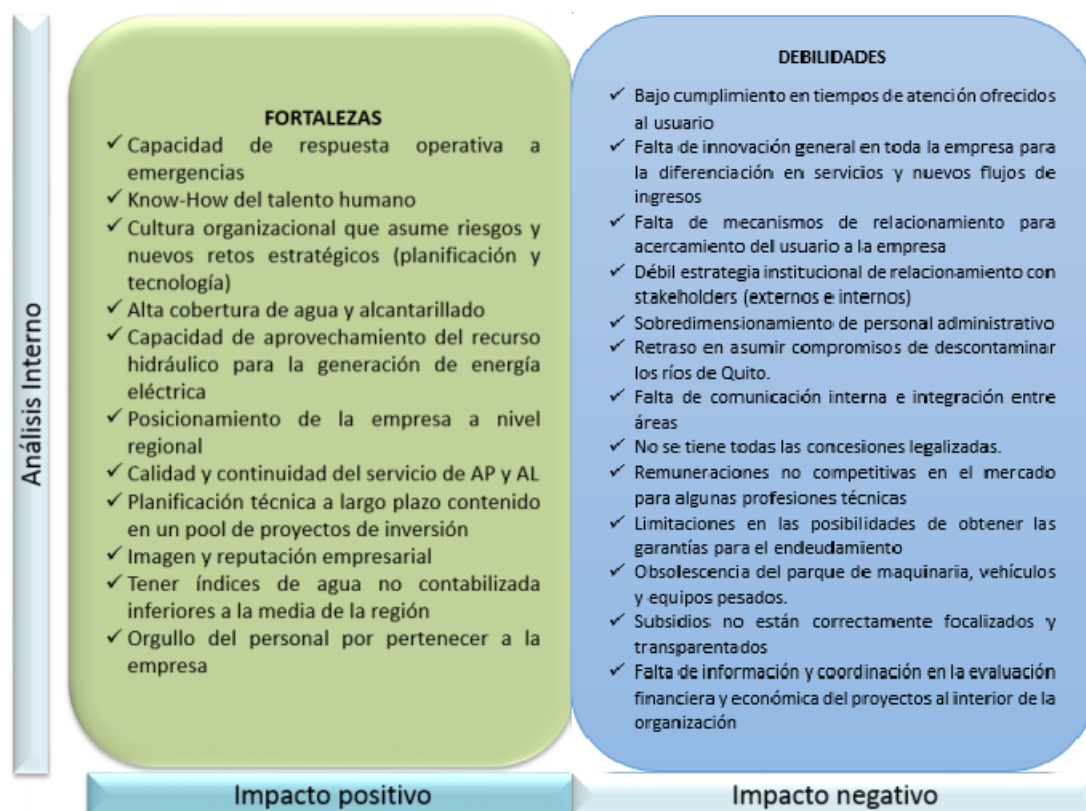 Análisis Interno
FORTALEZAS
✓ Capacidad de respuesta operativa a
emergencias
✓ Know-How del talento humano
✓ Cultura organizacional que asume riesgos y
nuevos retos estratégicos (planificación y
tecnología)
✓ Alta cobertura de agua y alcantarillado
✓ Capacidad de aprovechamiento del recurso
hidráulico para la generación de energía
eléctrica
✓ Posicionamiento de la empresa a nivel
regional
✓ Calidad y continuidad del servicio de AP y AL
✓ Planificación técnica a largo plazo contenido
en un pool de proyectos de inversión
✓ Imagen y reputación empresarial
✓ Tener índices de agua no contabilizada
inferiores a la media de la región
✓ Orgullo del personal por pertenecer a la
empresa
DEBILIDADES
✓ Bajo cumplimiento en tiempos de atención ofrecidos
al usuario
✓ Falta de innovación general en toda la empresa para
la diferenciación en servicios y nuevos flujos de
ingresos
✓ Falta de mecanismos de relacionamiento para
acercamiento del usuario a la empresa
✓ Débil estrategia institucional de relacionamiento con
stakeholders (externos e internos)
✓ Sobredimensionamiento de personal administrativo
✓ Retraso en asumir compromisos de descontaminar
los ríos de Quito.
✓ Falta de comunicación interna e integración entre
áreas
✓ No se tiene todas las concesiones legalizadas.
✓ Remuneraciones no competitivas en el mercado
para algunas profesiones técnicas
✓ Limitaciones en las posibilidades de obtener las
garantías para el endeudamiento
✓ Obsolescencia del parque de maquinaria, vehículos
y equipos pesados.
✓ Subsidios no están correctamente focalizados y
transparentados
✓ Falta de información y coordinación en la evaluación
financiera y económica del proyectos al interior de la
organización
Impacto positivo
Impacto negativo